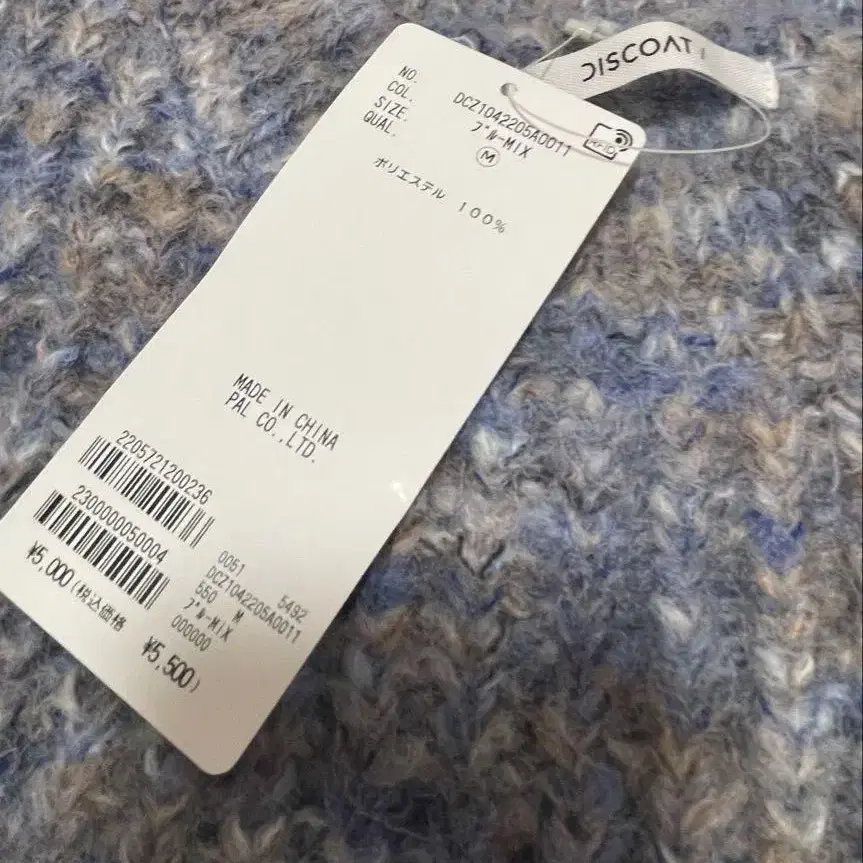 DISCOAT
RFID
NO. DCZ1042205A0011
COL. ﾌﾞﾙｰMIX
SIZE. M
QUAL.
ポリエステル 100%
MADE IN CHINA
PAL CO.,LTD.
2205721200236
2300000050004
¥5,000(税込価格 ¥5,500)
0051 5492
DCZ1042205A0011
550 M
ﾌﾞﾙｰMIX
000000